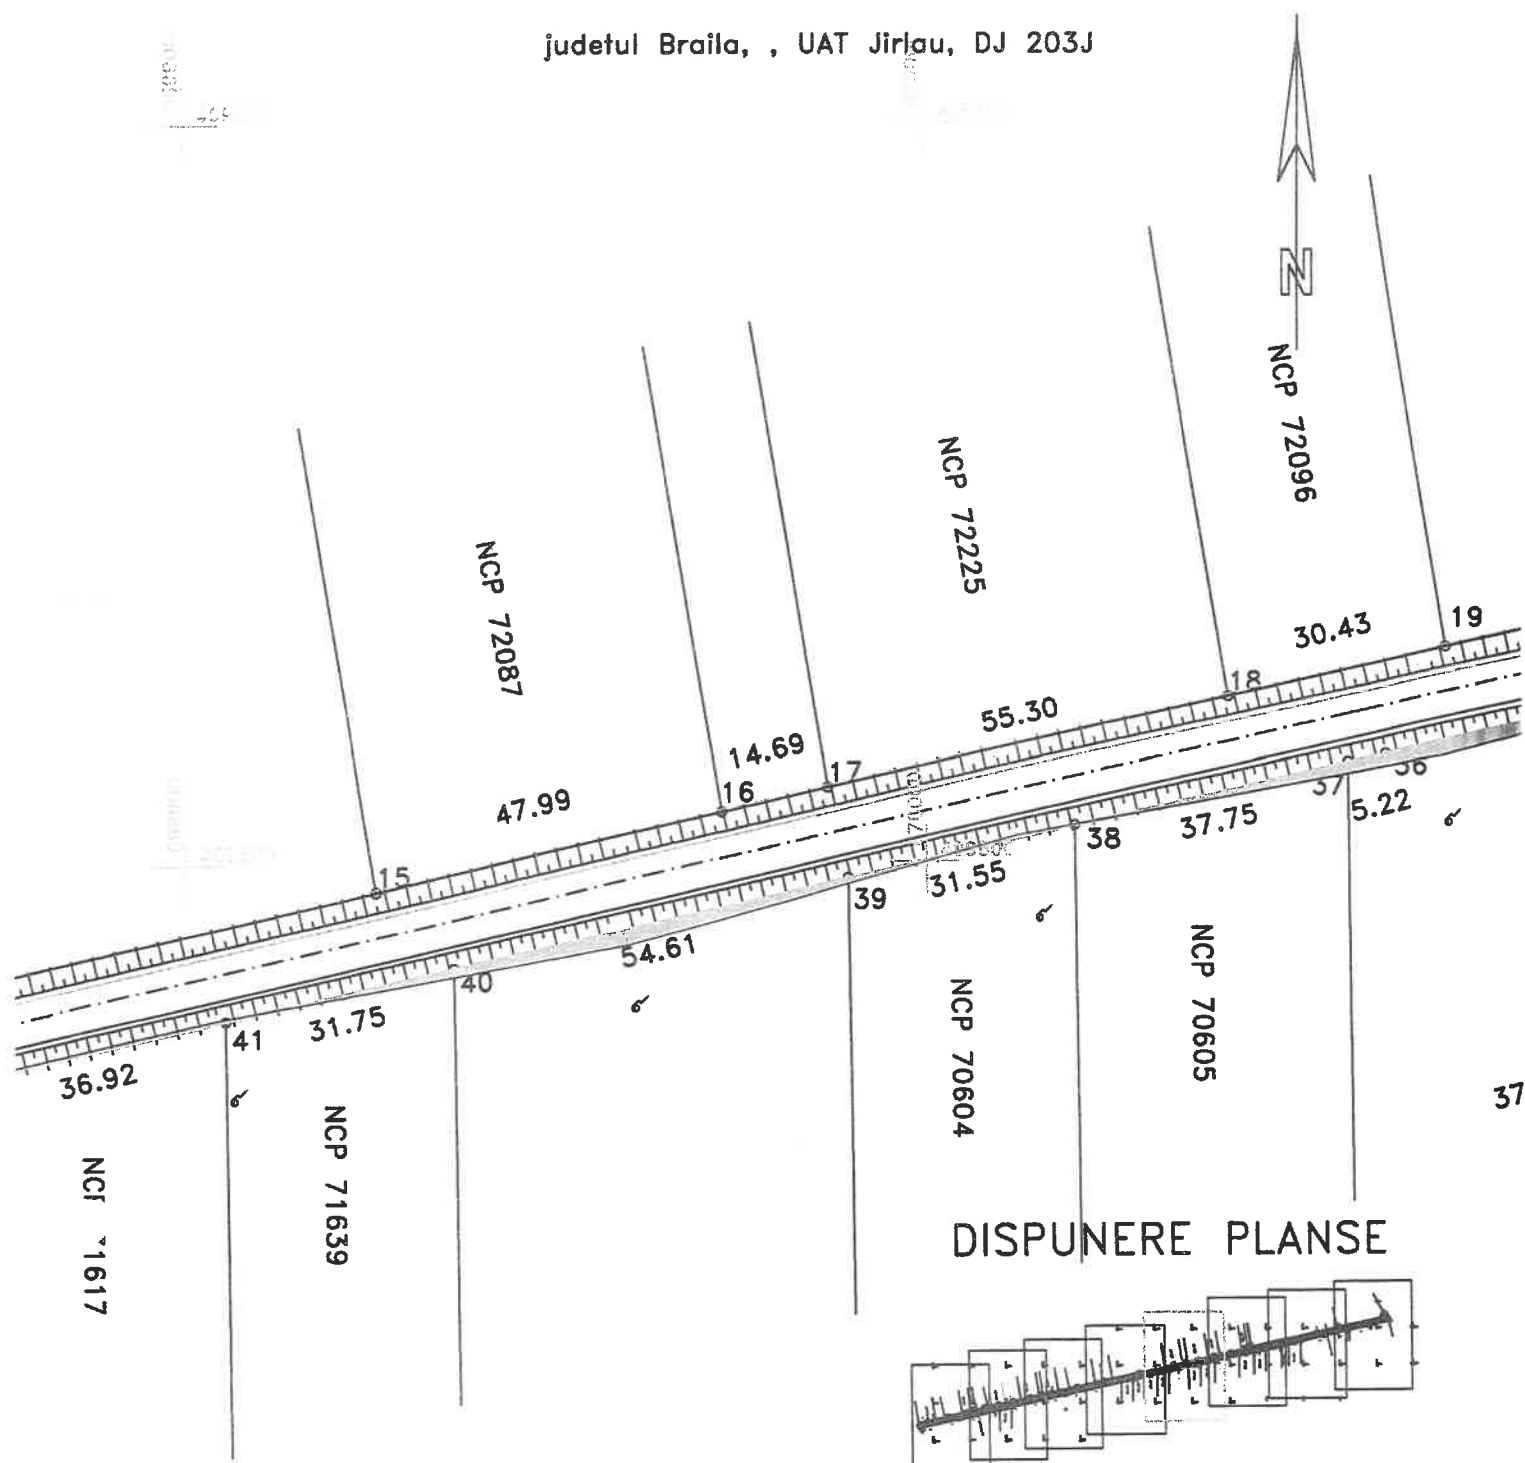 judetul Braila, , UAT Jirlau, DJ 203J
N
NCP 72096
NCP 72225
NCP 72087
19
30.43
18
55.30
17
14.69
16
47.99
15
36
37
5.22
37.75
38
31.55
39
54.61
40
31.75
41
36.92
NCP 70605
NCP 70604
NCP 71639
1617
37
DISPUNERE PLANSE